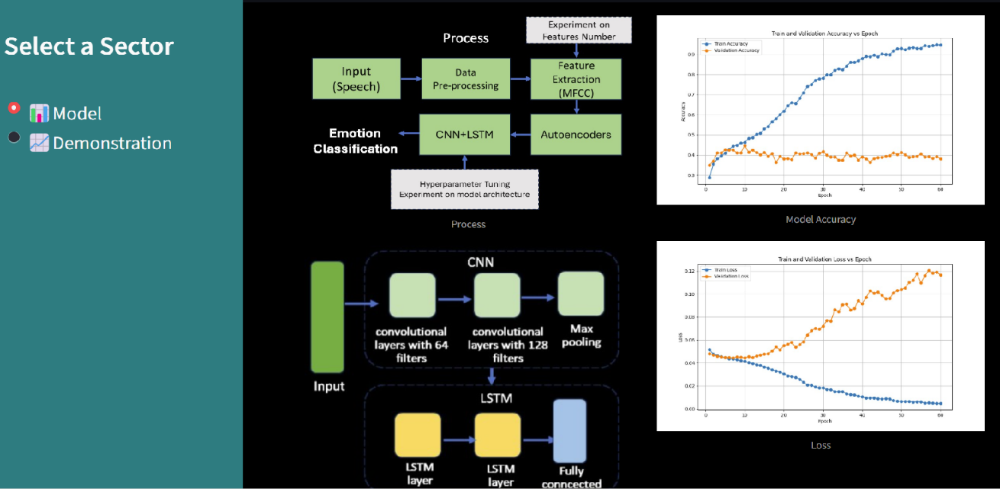 Select a Sector
Model
Demonstration
Process
Experiment on
Features Number
Input
(Speech)
Data
Pre-processing
Feature
Extraction
(MFCC)
Emotion
Classification
CNN+LSTM
Autoencoders
Hyperparameter Tuning
Experiment on model architecture
Process
CNN
convolutional
layers with 64
filters
convolutional
layers with 128
filters
Max
pooling
Input
LSTM
LSTM
layer
LSTM
layer
Fully
conncected
Train and Validation Accuracy vs Epoch
Train Accuracy
Validation Accuracy
Accuracy
0.9
0.8
0.7
0.6
0.5
0.4
0.3
0 10 20 30 40 50 60
Epoch
Model Accuracy
Train and Validation Loss vs Epoch
Train Loss
Validation Loss
Loss
0.12
0.10
0.08
0.06
0.04
0.02
0.00
0 10 20 30 40 50 60
Epoch
Loss